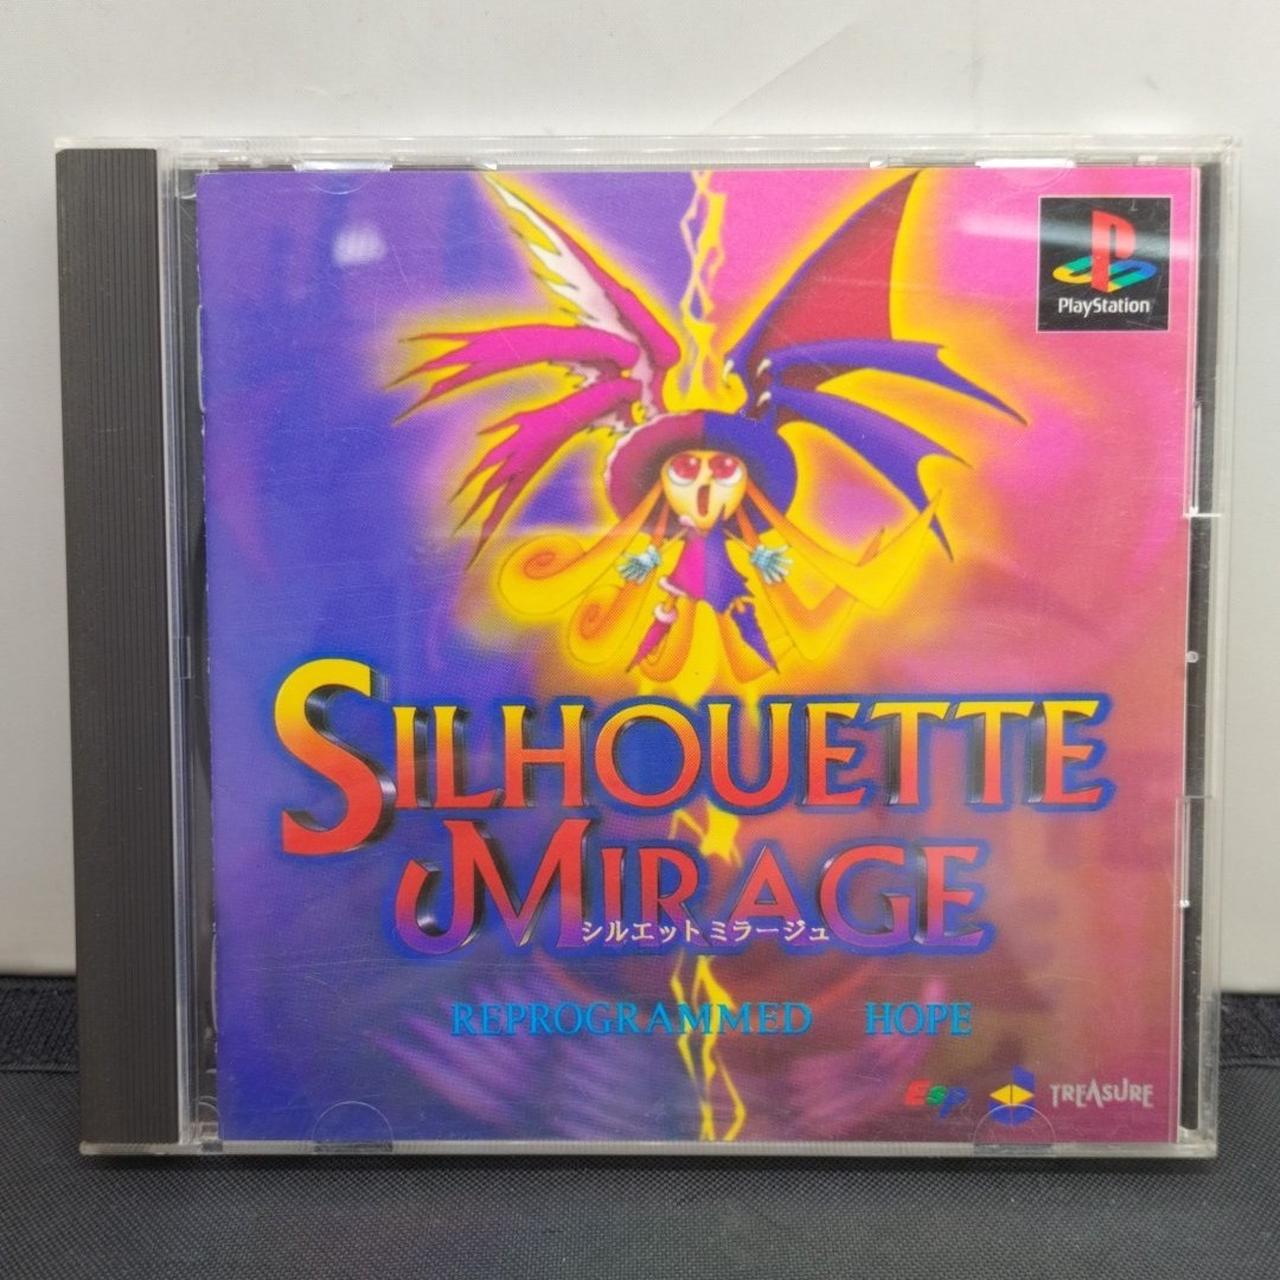 PlayStation
SILHOUETTE
MIRAGE
シルエットミラージュ
REPROGRAMMED HOPE
ESP TREASURE